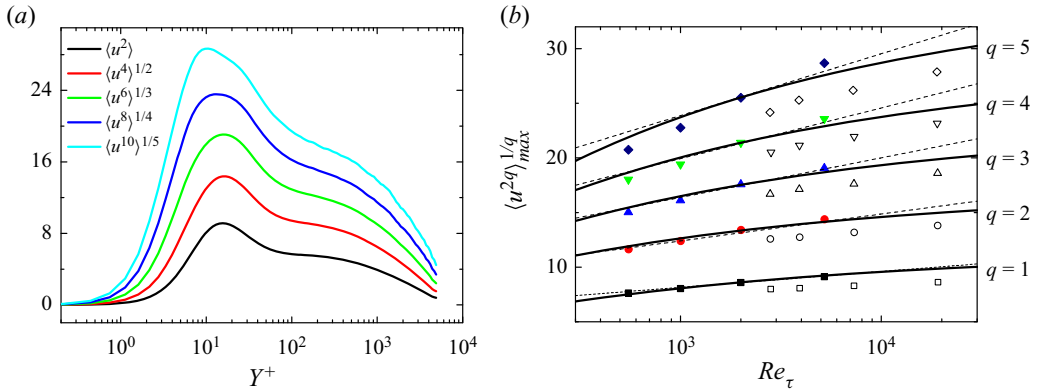 (a)
⟨u²⟩
⟨u⁴⟩^{1/2}
⟨u⁶⟩^{1/3}
⟨u⁸⟩^{1/4}
⟨u¹⁰⟩^{1/5}
24
16
8
0
10⁰ 10¹ 10² 10³ 10⁴
Y⁺
(b)
⟨u^{2q}⟩^{1/q}_{max}
30
20
10
10³ 10⁴
Re_τ
q = 5
q = 4
q = 3
q = 2
q = 1